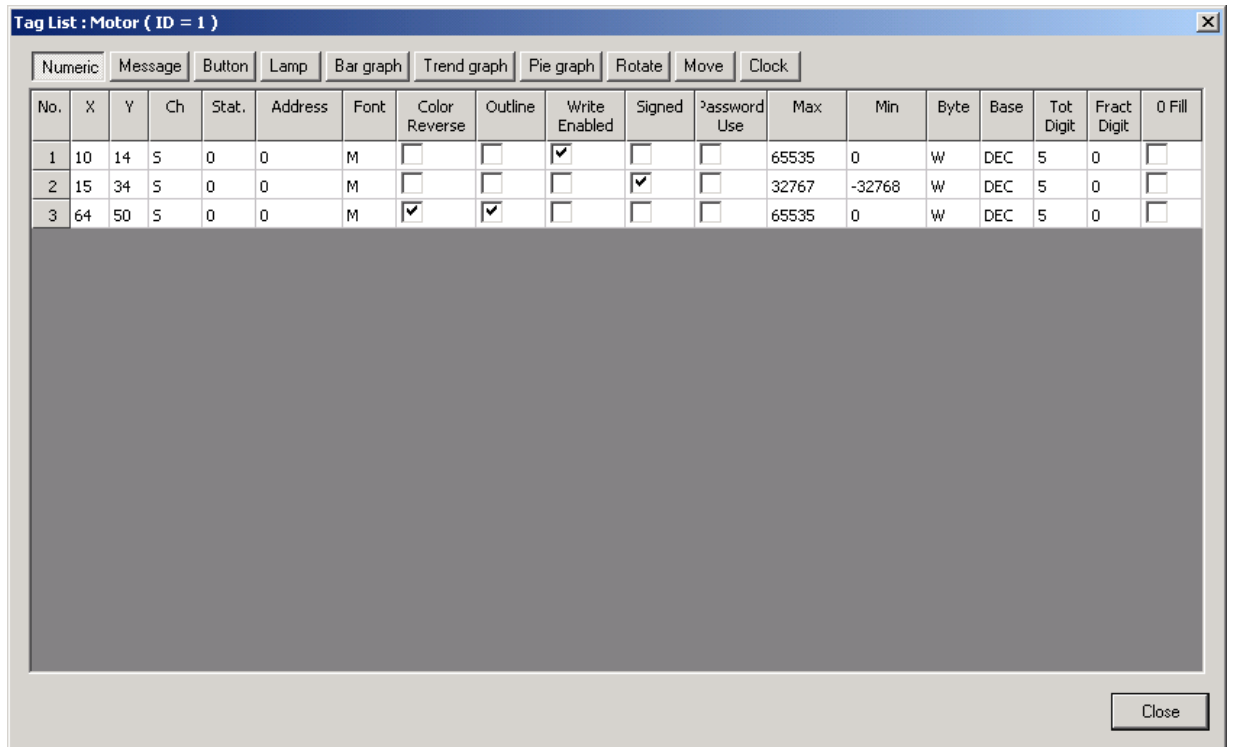 Tag List : Motor ( ID = 1 )
Numeric Message Button Lamp Bar graph Trend graph Pie graph Rotate Move Clock
No. X Y Ch Stat. Address Font Color Reverse Outline Write Enabled Signed Password Use Max Min Byte Base Tot Digit Fract Digit 0 Fill
1 10 14 S 0 0 M 65535 0 W DEC 5 0
2 15 34 S 0 0 M 32767 -32768 W DEC 5 0
3 64 50 S 0 0 M 65535 0 W DEC 5 0
Close